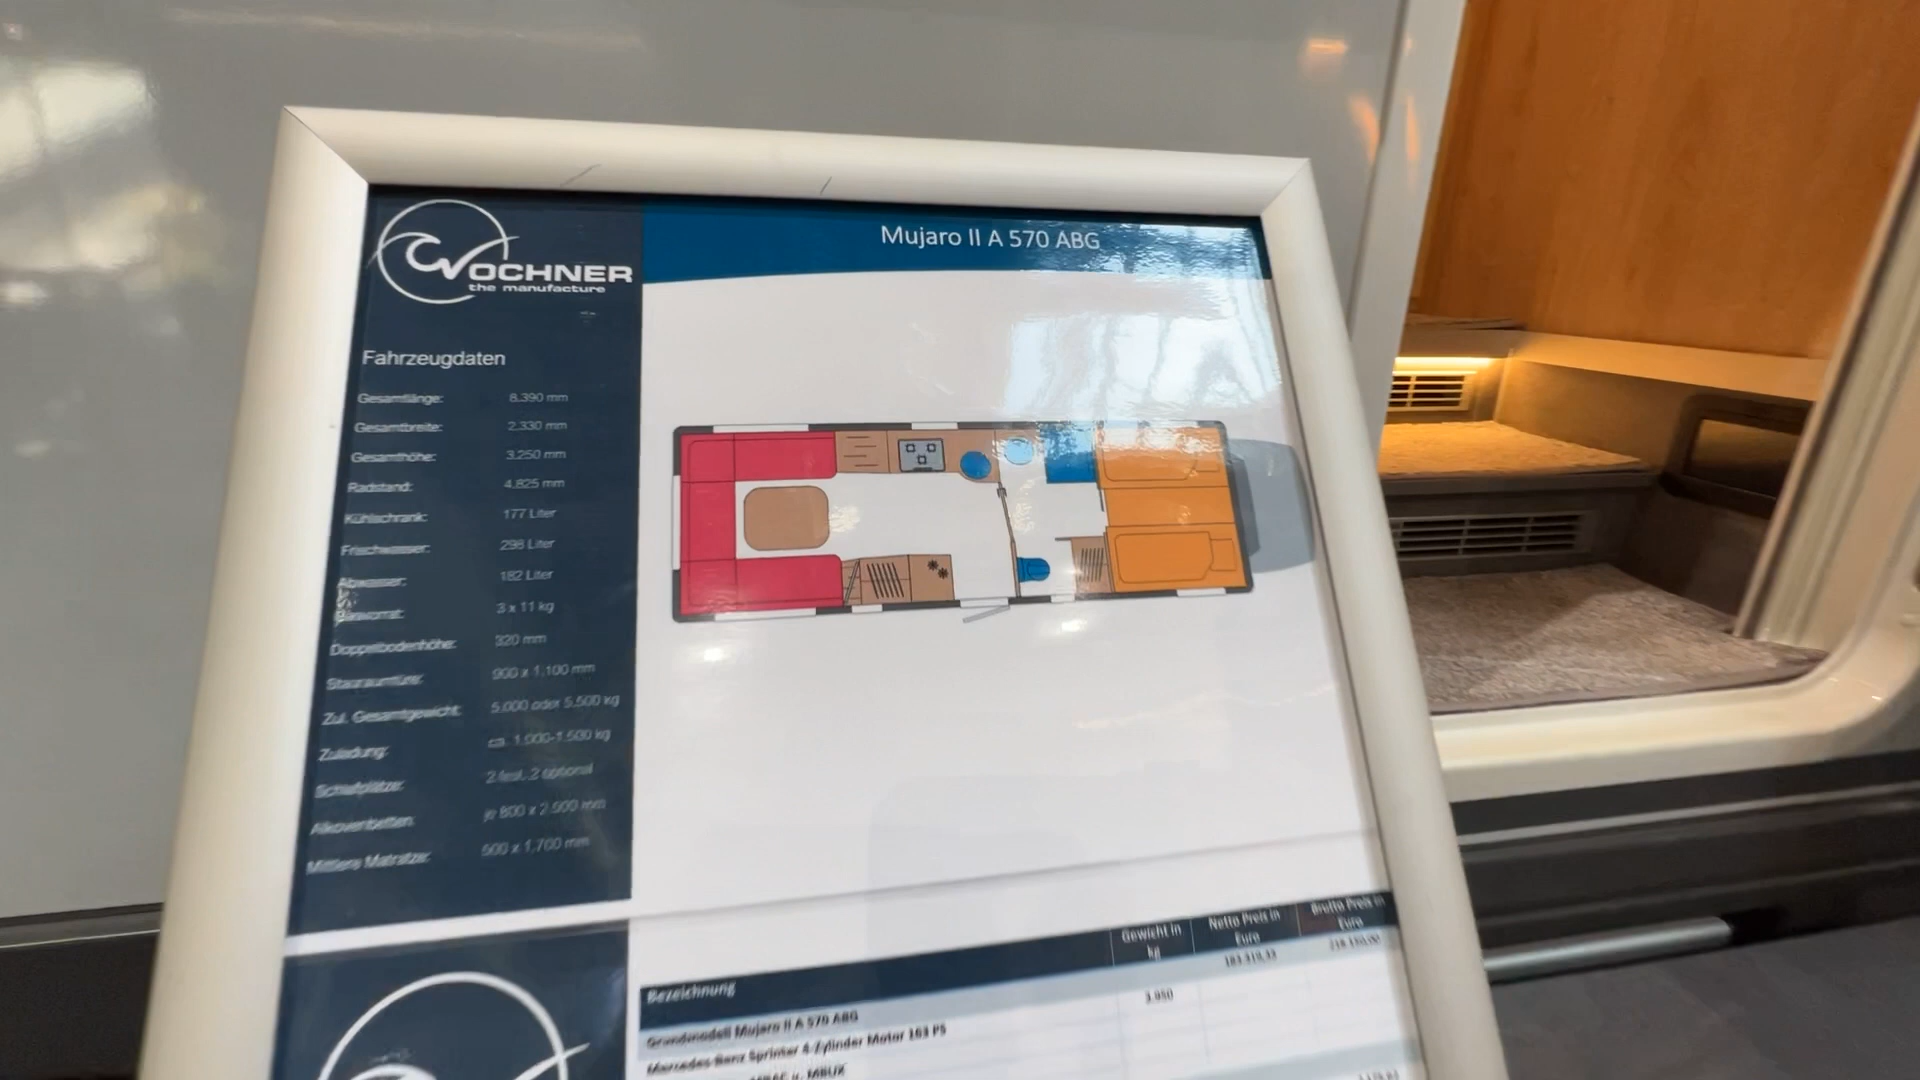 WOCHNER
the manufacture
Mujaro II A 570 ABG
Fahrzeugdaten
Gesamtlänge: 8.390 mm
Gesamtbreite: 2.330 mm
Gesamthöhe: 3.250 mm
Radstand: 4.825 mm
Kühlschrank: 177 Liter
Frischwasser: 298 Liter
Abwasser: 182 Liter
Gasvorrat: 3 x 11 kg
Doppelbodenhöhe: 320 mm
Stauraumtüre: 900 x 1.100 mm
Zul. Gesamtgewicht: 5.000 oder 5.500 kg
Zuladung: ca. 1.000-1.500 kg
Schlafplätze: 2 fest, 2 optional
Alkovenbetten: je 800 x 2.000 mm
Mittlere Matratze: 500 x 1.700 mm
Bezeichnung Gewicht in kg Netto Preis in Euro Brutto Preis in Euro
Grundmodell Mujaro II A 570 ABG 3.950
Mercedes Benz Sprinter 4-Zylinder Motor 163 PS
MBUX